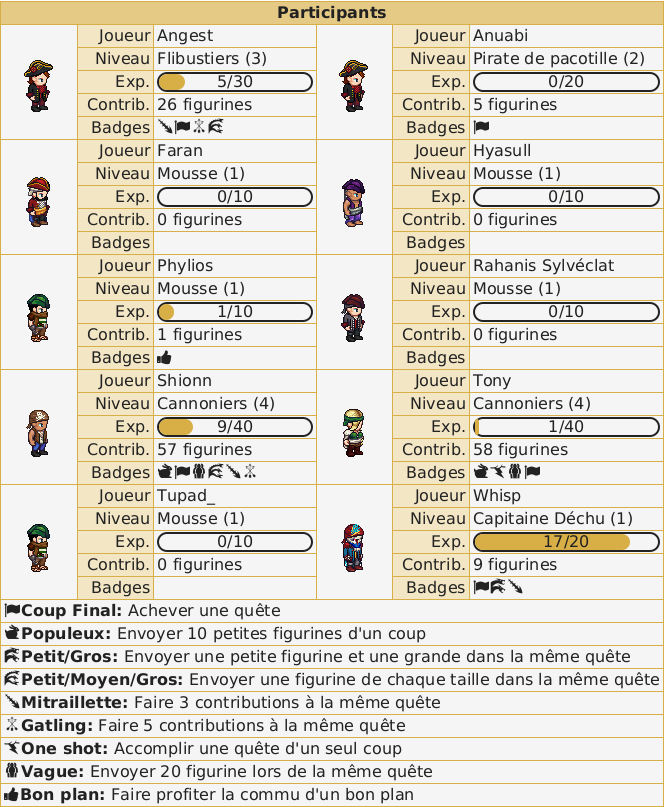 Participants
Joueur Angest
Niveau Flibustiers (3)
Exp. 5/30
Contrib. 26 figurines
Badges
Joueur Anuabi
Niveau Pirate de pacotille (2)
Exp. 0/20
Contrib. 5 figurines
Badges
Joueur Faran
Niveau Mousse (1)
Exp. 0/10
Contrib. 0 figurines
Badges
Joueur Hyasull
Niveau Mousse (1)
Exp. 0/10
Contrib. 0 figurines
Badges
Joueur Phylios
Niveau Mousse (1)
Exp. 1/10
Contrib. 1 figurines
Badges
Joueur Rahanis Sylvéclat
Niveau Mousse (1)
Exp. 0/10
Contrib. 0 figurines
Badges
Joueur Shionn
Niveau Cannoniers (4)
Exp. 9/40
Contrib. 57 figurines
Badges
Joueur Tony
Niveau Cannoniers (4)
Exp. 1/40
Contrib. 58 figurines
Badges
Joueur Tupad_
Niveau Mousse (1)
Exp. 0/10
Contrib. 0 figurines
Badges
Joueur Whisp
Niveau Capitaine Déchu (1)
Exp. 17/20
Contrib. 9 figurines
Badges
Coup Final: Achever une quête
Populeux: Envoyer 10 petites figurines d'un coup
Petit/Gros: Envoyer une petite figurine et une grande dans la même quête
Petit/Moyen/Gros: Envoyer une figurine de chaque taille dans la même quête
Mitraillette: Faire 3 contributions à la même quête
Gatling: Faire 5 contributions à la même quête
One shot: Accomplir une quête d'un seul coup
Vague: Envoyer 20 figurine lors de la même quête
Bon plan: Faire profiter la commu d'un bon plan